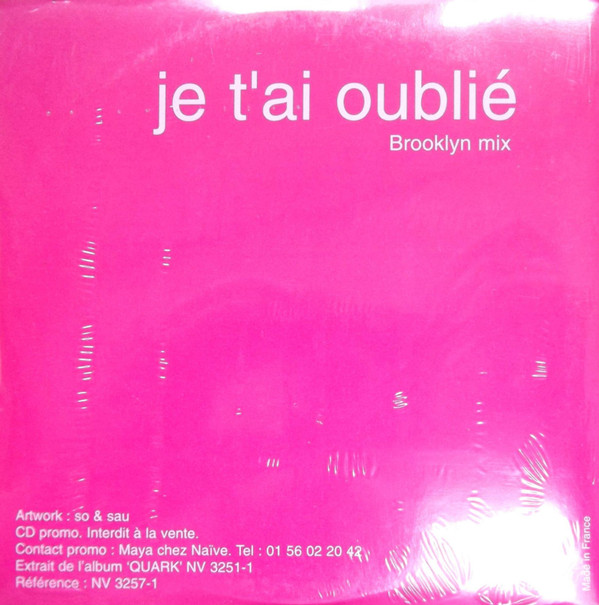 je t'ai oublié
Brooklyn mix
Artwork : so & sau
CD promo. Interdit à la vente.
Contact promo : Maya chez Naïve. Tel : 01 56 02 20 42
Extrait de l'album 'QUARK' NV 3251-1
Référence : NV 3257-1
Made in France